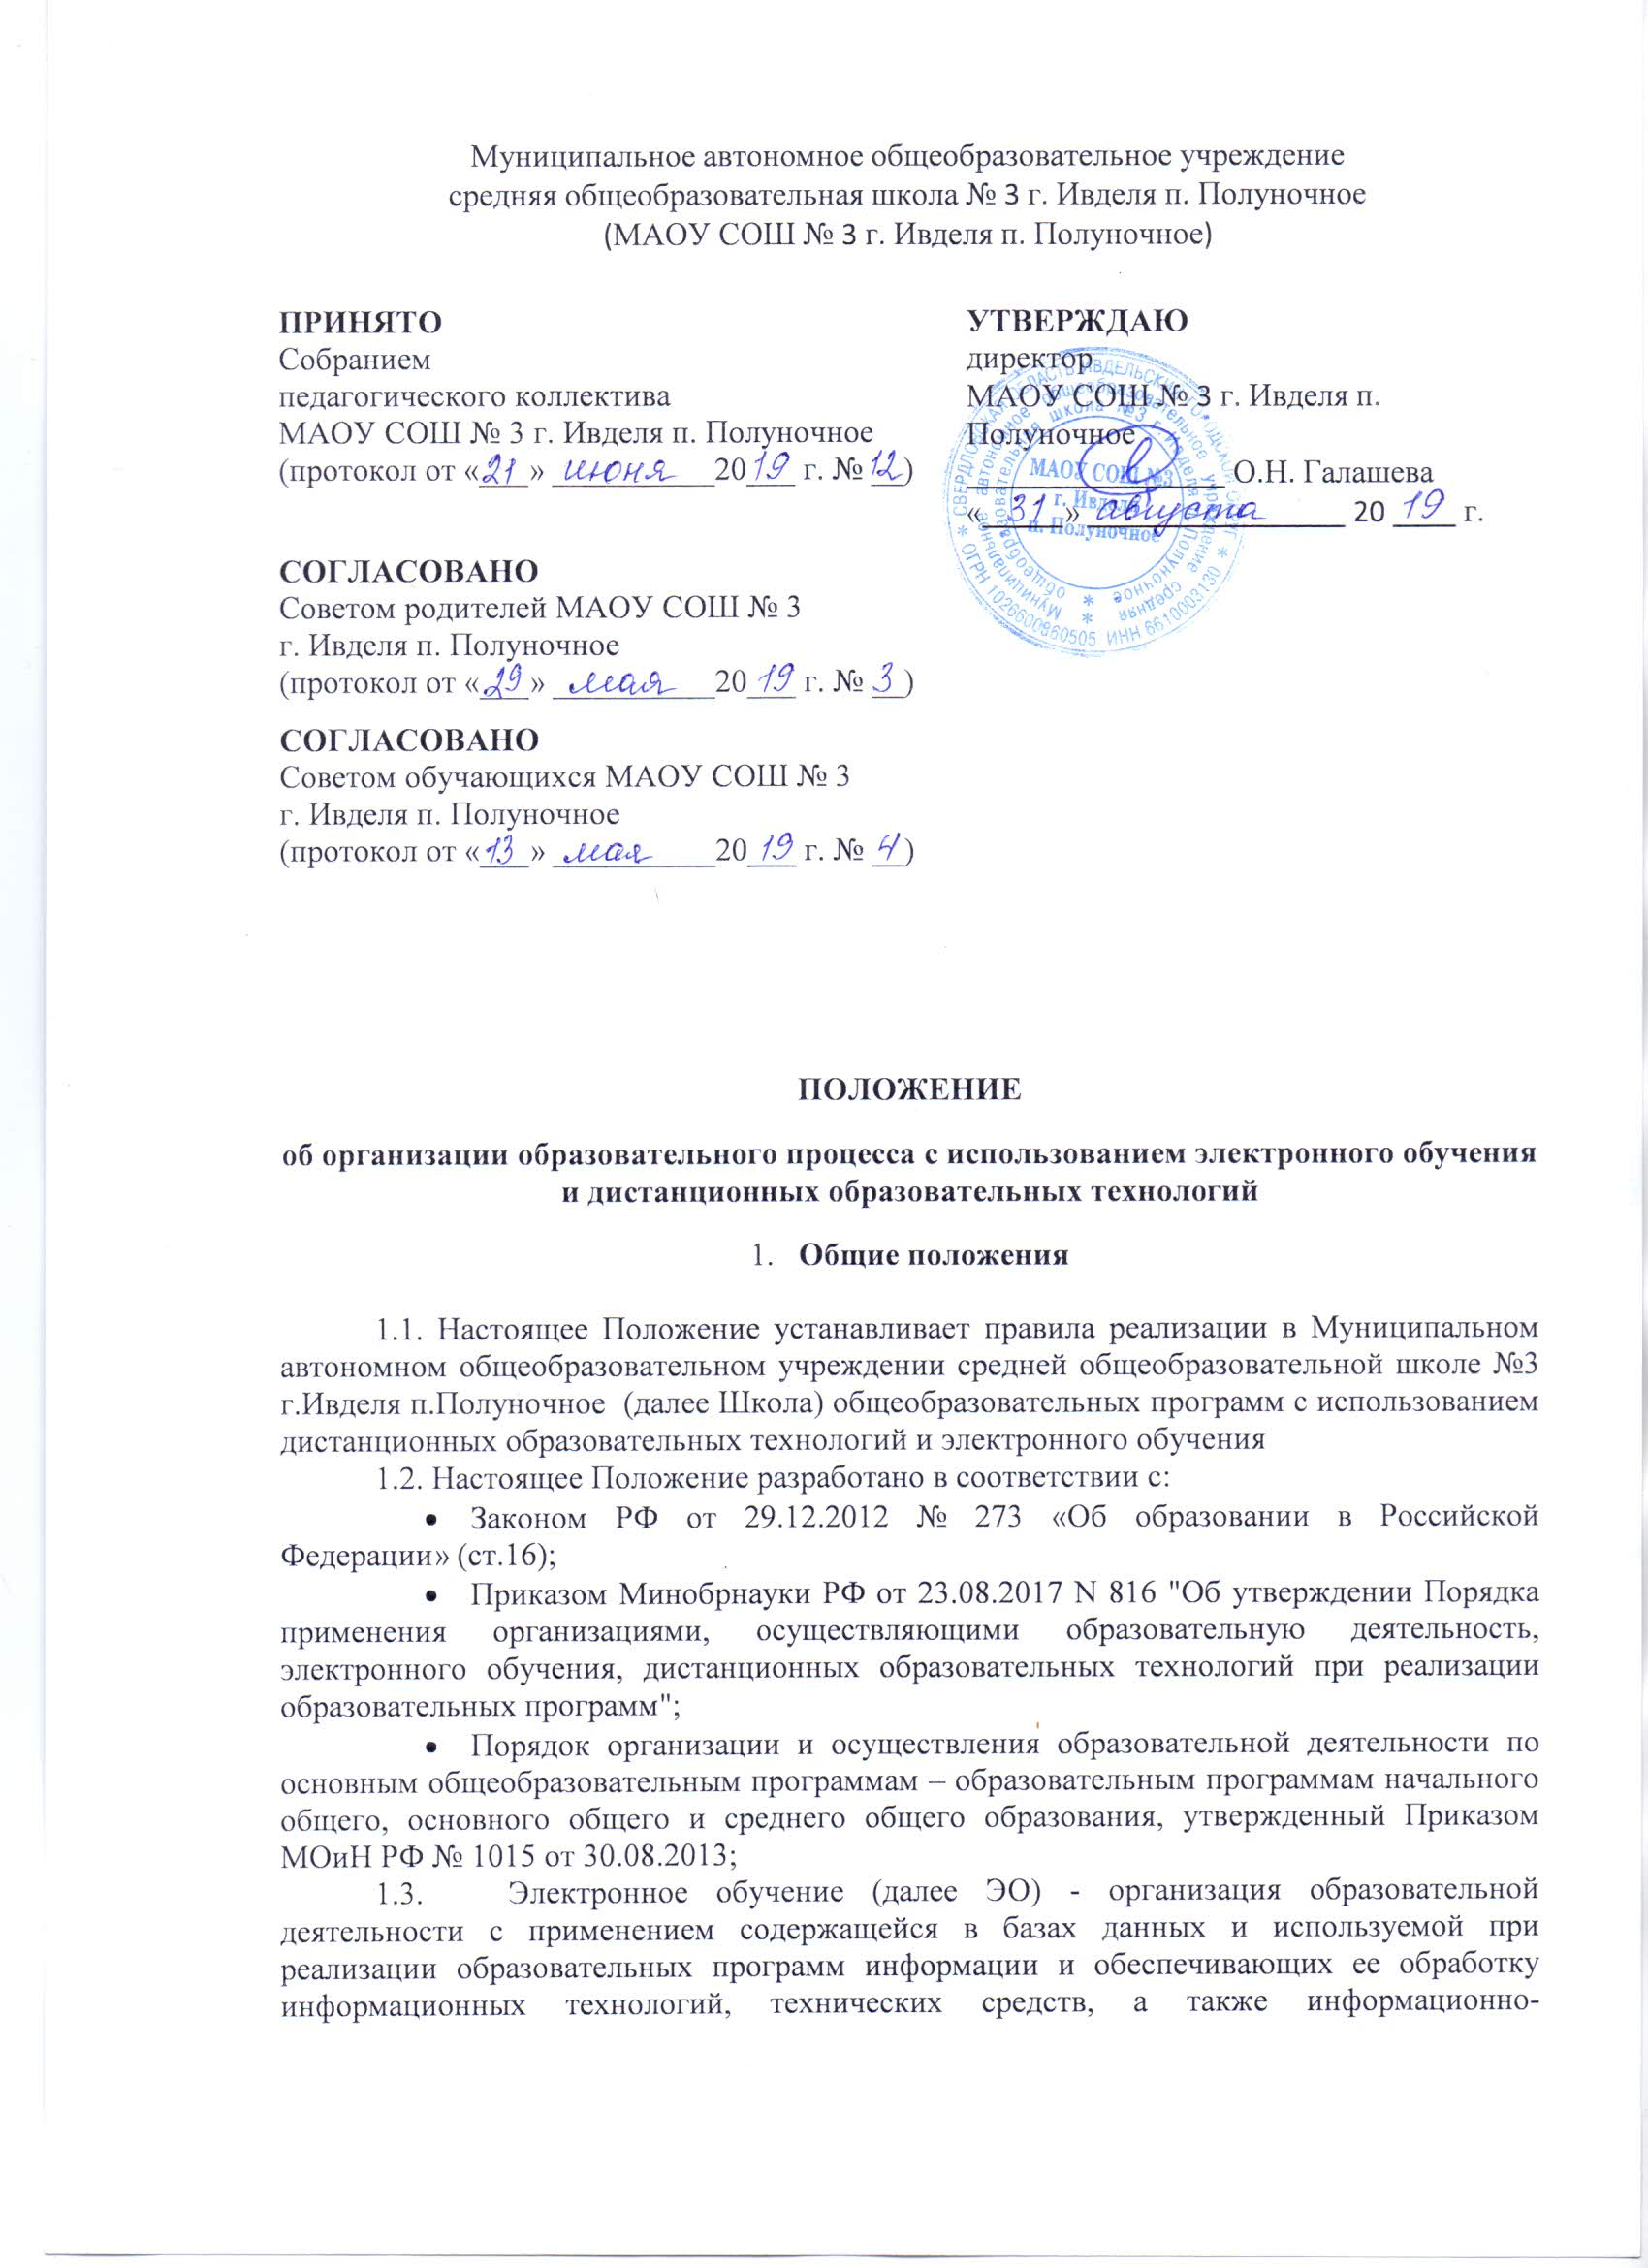 Муниципальное автономное общеобразовательное учреждение
средняя общеобразовательная школа № 3 г. Ивделя п. Полуночное
(МАОУ СОШ № 3 г. Ивделя п. Полуночное)
ПРИНЯТО
Собранием
педагогического коллектива
МАОУ СОШ № 3 г. Ивделя п. Полуночное
(протокол от «21» июня 2019 г. № 12)
УТВЕРЖДАЮ
директор
МАОУ СОШ № 3 г. Ивделя п.
Полуночное
О.Н. Галашева
«31» августа 20 19 г.
МАОУ СОШ №3
г. Ивделя
п. Полуночное
ОГРН 1026600860505 ИНН 6610003130
СОГЛАСОВАНО
Советом родителей МАОУ СОШ № 3
г. Ивделя п. Полуночное
(протокол от «29» мая 2019 г. № 3)
СОГЛАСОВАНО
Советом обучающихся МАОУ СОШ № 3
г. Ивделя п. Полуночное
(протокол от «13» мая 2019 г. № 4)
ПОЛОЖЕНИЕ
об организации образовательного процесса с использованием электронного обучения
и дистанционных образовательных технологий
1. Общие положения
1.1. Настоящее Положение устанавливает правила реализации в Муниципальном
автономном общеобразовательном учреждении средней общеобразовательной школе №3
г.Ивделя п.Полуночное (далее Школа) общеобразовательных программ с использованием
дистанционных образовательных технологий и электронного обучения
1.2. Настоящее Положение разработано в соответствии с:
• Законом РФ от 29.12.2012 № 273 «Об образовании в Российской
Федерации» (ст.16);
• Приказом Минобрнауки РФ от 23.08.2017 N 816 "Об утверждении Порядка
применения организациями, осуществляющими образовательную деятельность,
электронного обучения, дистанционных образовательных технологий при реализации
образовательных программ";
• Порядок организации и осуществления образовательной деятельности по
основным общеобразовательным программам – образовательным программам начального
общего, основного общего и среднего общего образования, утвержденный Приказом
МОиН РФ № 1015 от 30.08.2013;
1.3. Электронное обучение (далее ЭО) - организация образовательной
деятельности с применением содержащейся в базах данных и используемой при
реализации образовательных программ информации и обеспечивающих ее обработку
информационных технологий, технических средств, а также информационно-